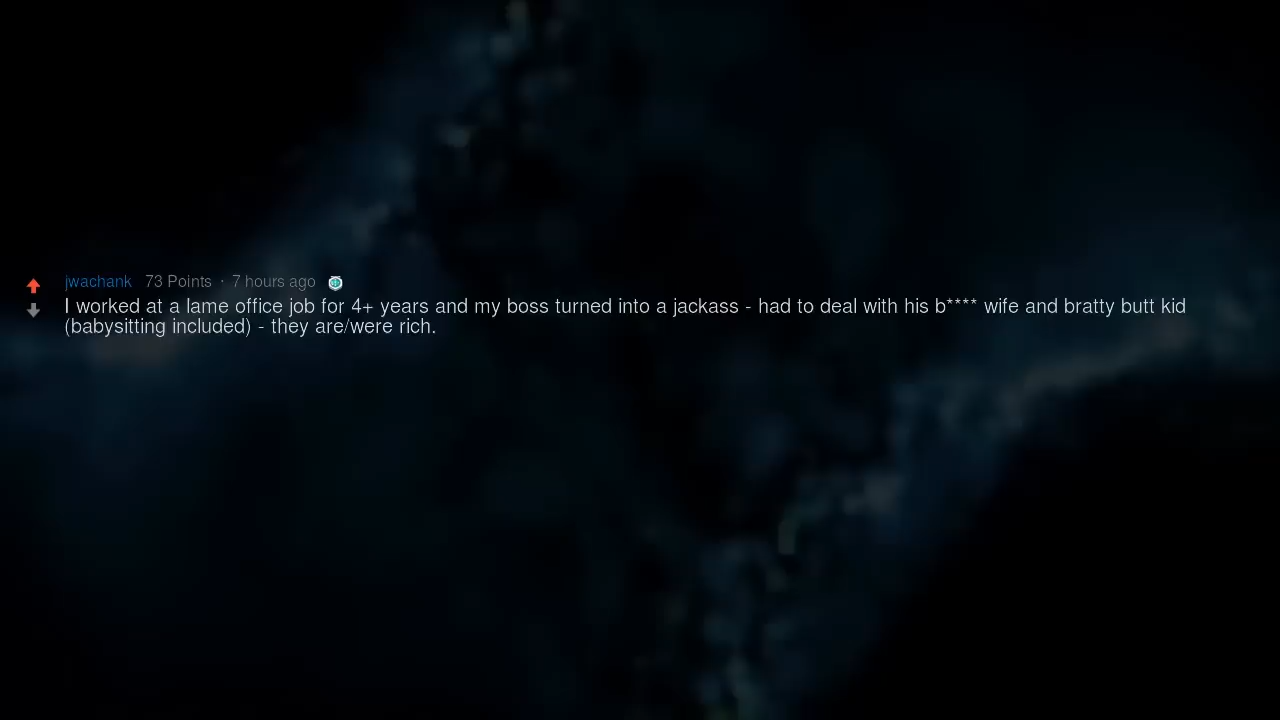 jwachank 73 Points · 7 hours ago
I worked at a lame office job for 4+ years and my boss turned into a jackass - had to deal with his b**** wife and bratty butt kid
(babysitting included) - they are/were rich.